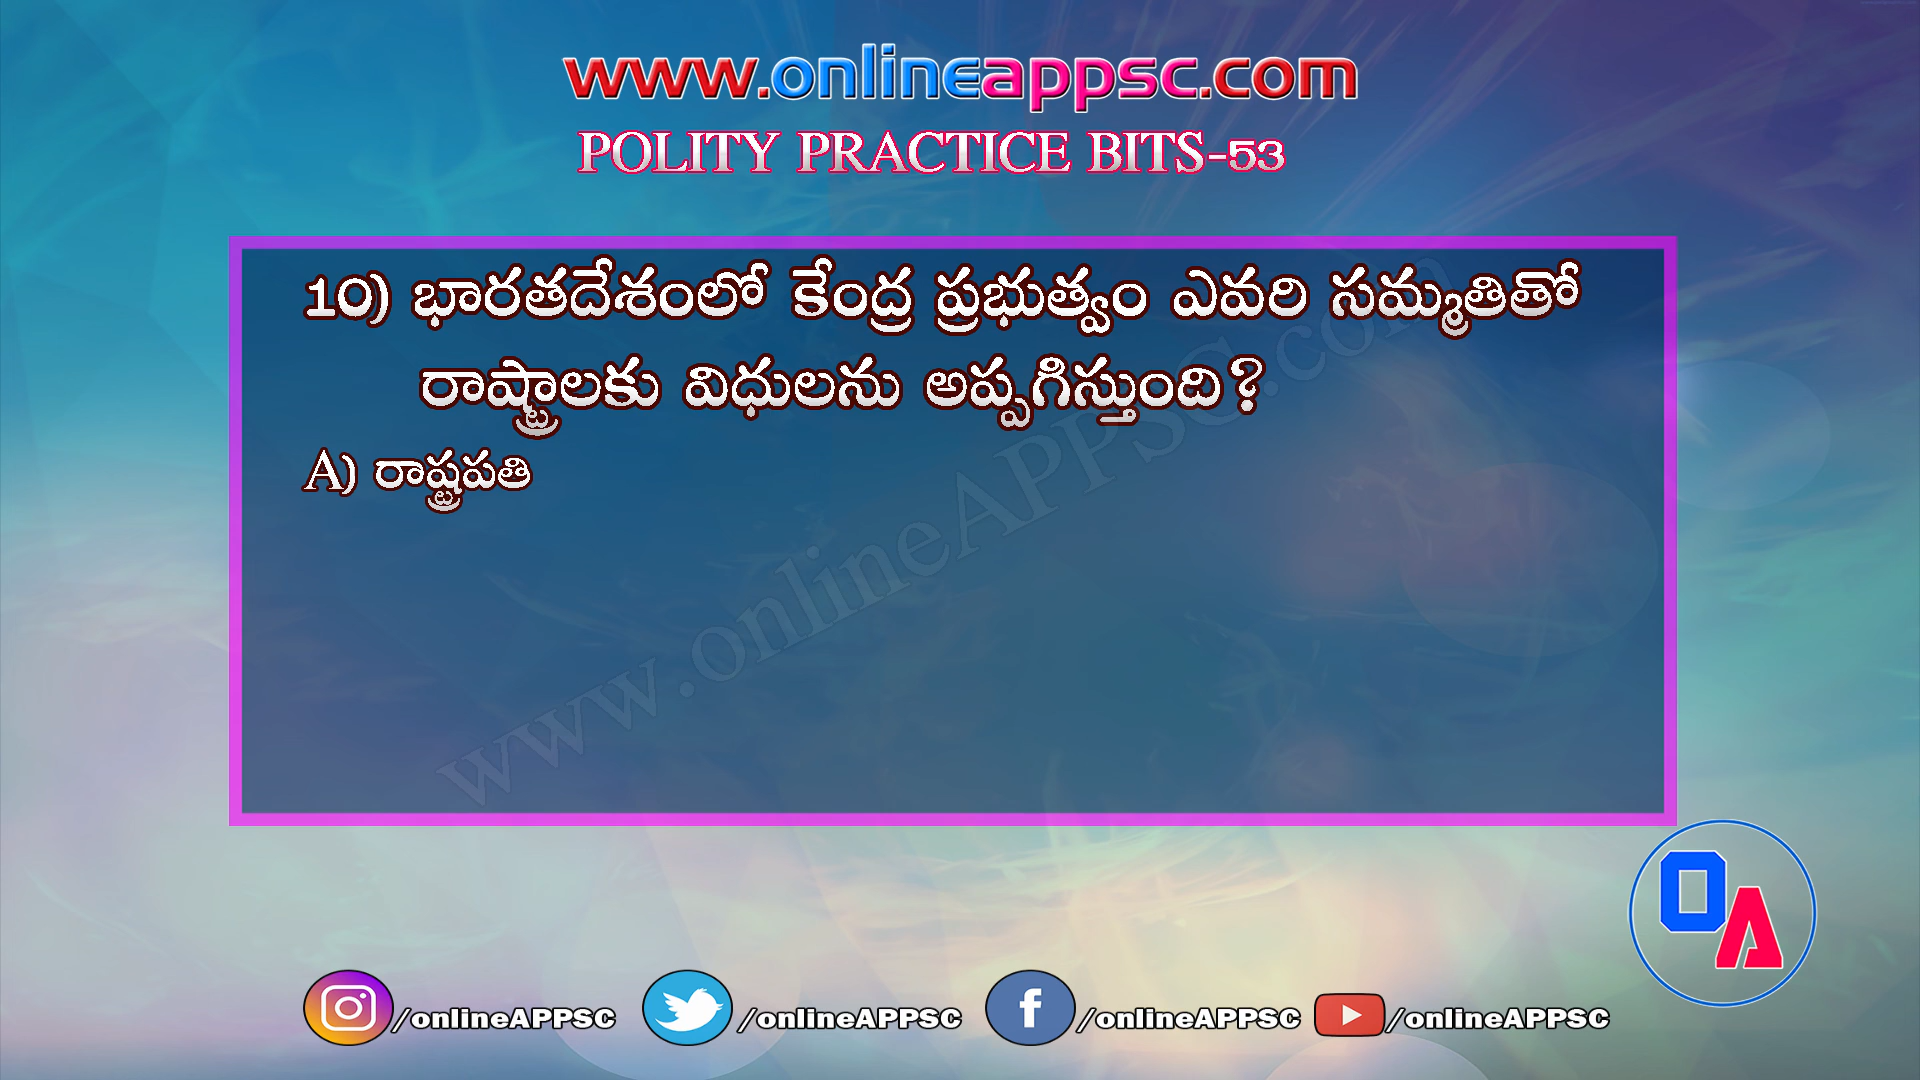 www.onlineappsc.com
POLITY PRACTICE BITS-53
10) భారతదేశంలో కేంద్ర ప్రభుత్వం ఎవరి సమ్మతితో
రాష్ట్రాలకు విధులను అప్పగిస్తుంది?
A) రాష్ట్రపతి
www.onlineAPPSC.com
OA
/onlineAPPSC /onlineAPPSC /onlineAPPSC /onlineAPPSC